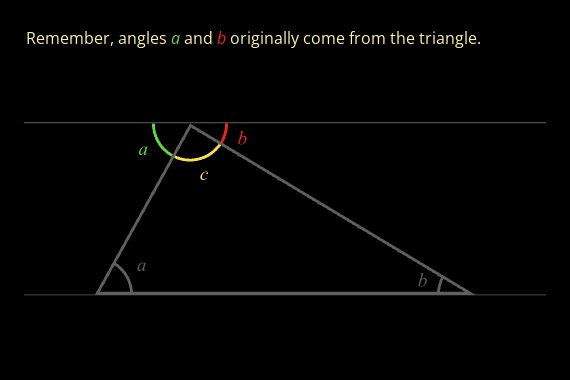 Remember, angles a and b originally come from the triangle.
a
b
c
a
b